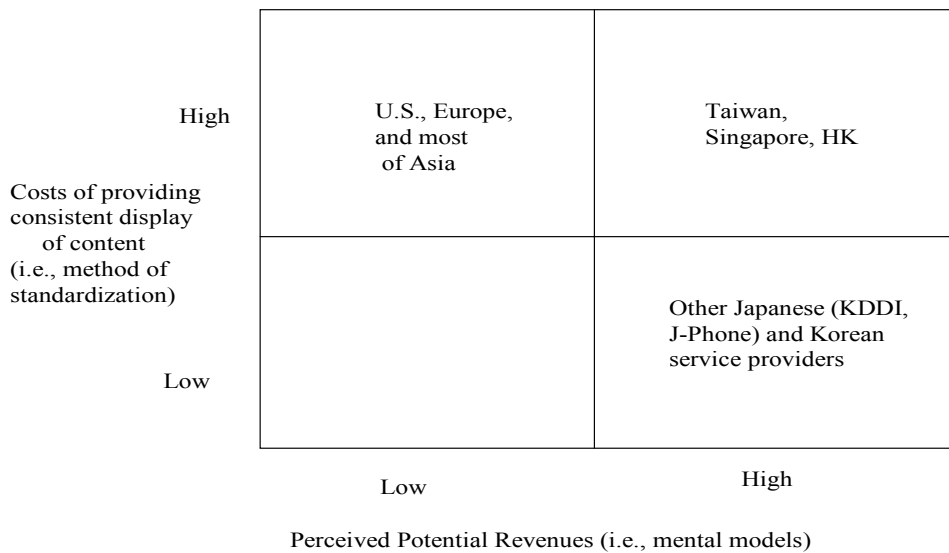 High
U.S., Europe,
and most
of Asia
Taiwan,
Singapore, HK
Costs of providing
consistent display
of content
(i.e., method of
standardization)
Other Japanese (KDDI,
J-Phone) and Korean
service providers
Low
Low
High
Perceived Potential Revenues (i.e., mental models)